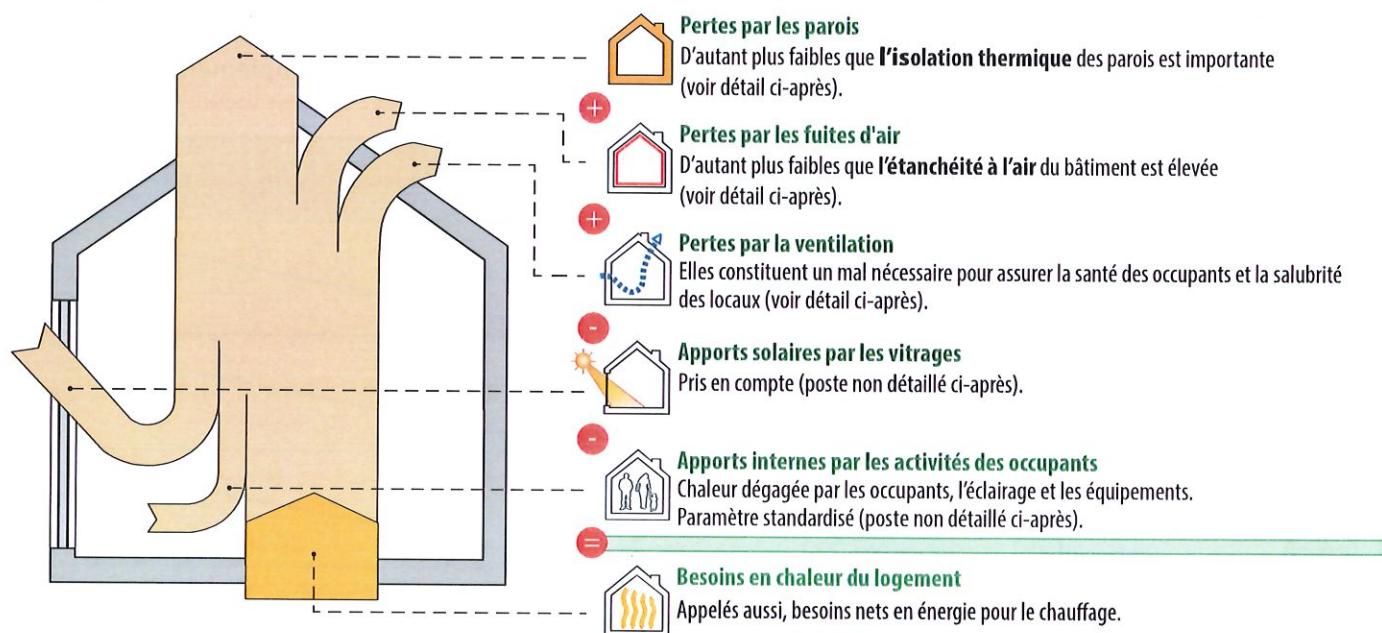 Pertes par les parois
D'autant plus faibles que l'isolation thermique des parois est importante
(voir détail ci-après).
+
Pertes par les fuites d'air
D'autant plus faibles que l'étanchéité à l'air du bâtiment est élevée
(voir détail ci-après).
+
Pertes par la ventilation
Elles constituent un mal nécessaire pour assurer la santé des occupants et la salubrité
des locaux (voir détail ci-après).
-
Apports solaires par les vitrages
Pris en compte (poste non détaillé ci-après).
-
Apports internes par les activités des occupants
Chaleur dégagée par les occupants, l'éclairage et les équipements.
Paramètre standardisé (poste non détaillé ci-après).
=
Besoins en chaleur du logement
Appelés aussi, besoins nets en énergie pour le chauffage.